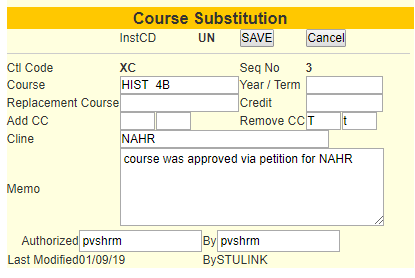 Course Substitution
InstCD UN SAVE Cancel
Ctl Code XC Seq No 3
Course HIST 4B Year / Term
Replacement Course Credit
Add CC Remove CC T t
Cline NAHR
Memo course was approved via petition for NAHR
Authorized pvshrm By pvshrm
Last Modified01/09/19 BySTULINK